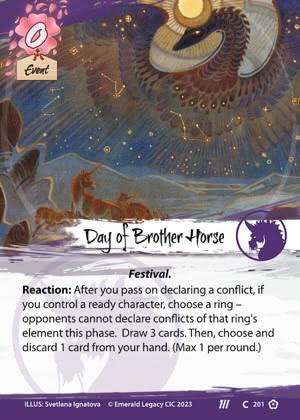 0
Event
Day of Brother Horse
Festival.
Reaction: After you pass on declaring a conflict, if
you control a ready character, choose a ring –
opponents cannot declare conflicts of that ring's
element this phase.  Draw 3 cards. Then, choose and
discard 1 card from your hand. (Max 1 per round.)
ILLUS: Svetlana Ignatova   © Emerald Legacy CIC 2023   C 201